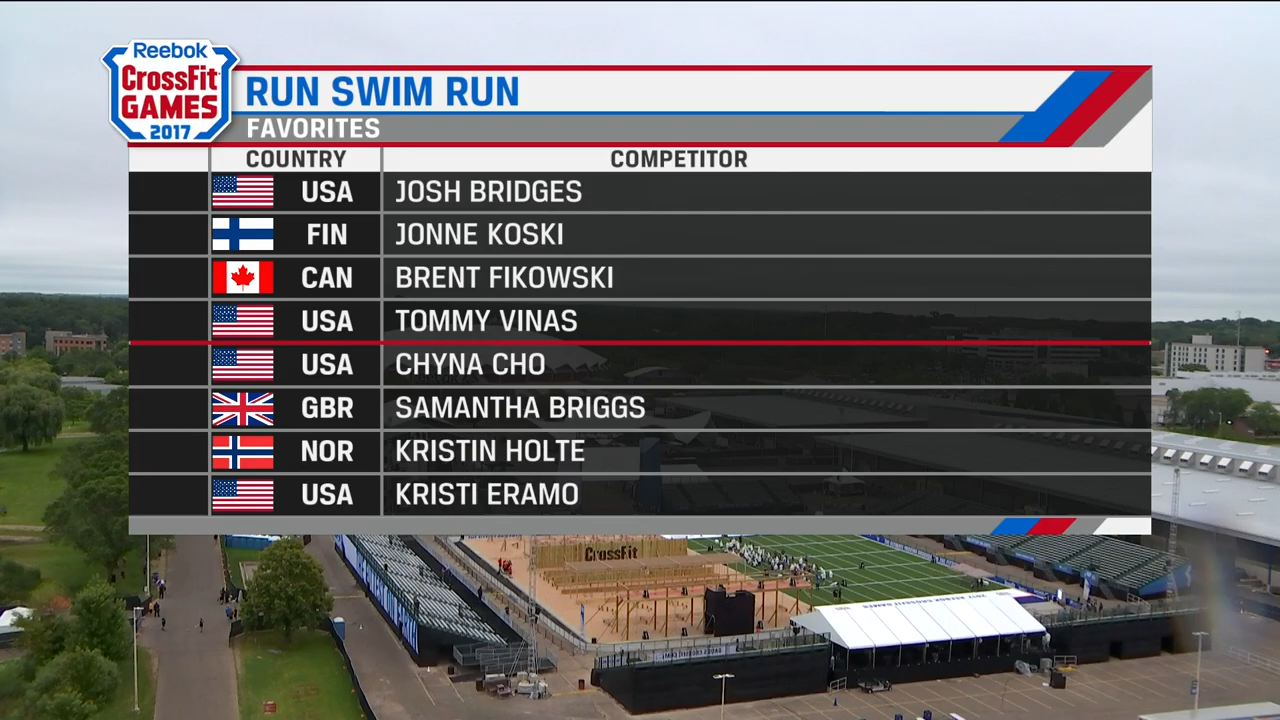 Reebok
CrossFit
GAMES
2017
RUN SWIM RUN
FAVORITES
COUNTRY COMPETITOR
USA JOSH BRIDGES
FIN JONNE KOSKI
CAN BRENT FIKOWSKI
USA TOMMY VINAS
USA CHYNA CHO
GBR SAMANTHA BRIGGS
NOR KRISTIN HOLTE
USA KRISTI ERAMO
CrossFit